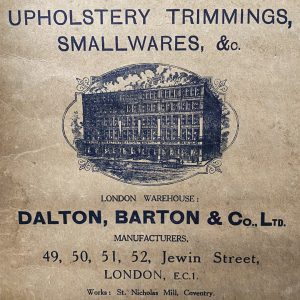 UPHOLSTERY TRIMMINGS,
SMALLWARES, &c.
LONDON WAREHOUSE:
DALTON, BARTON & Co., LTD.
MANUFACTURERS,
49, 50, 51, 52, Jewin Street,
LONDON, E.C.1.
Works: St. Nicholas Mill, Coventry.